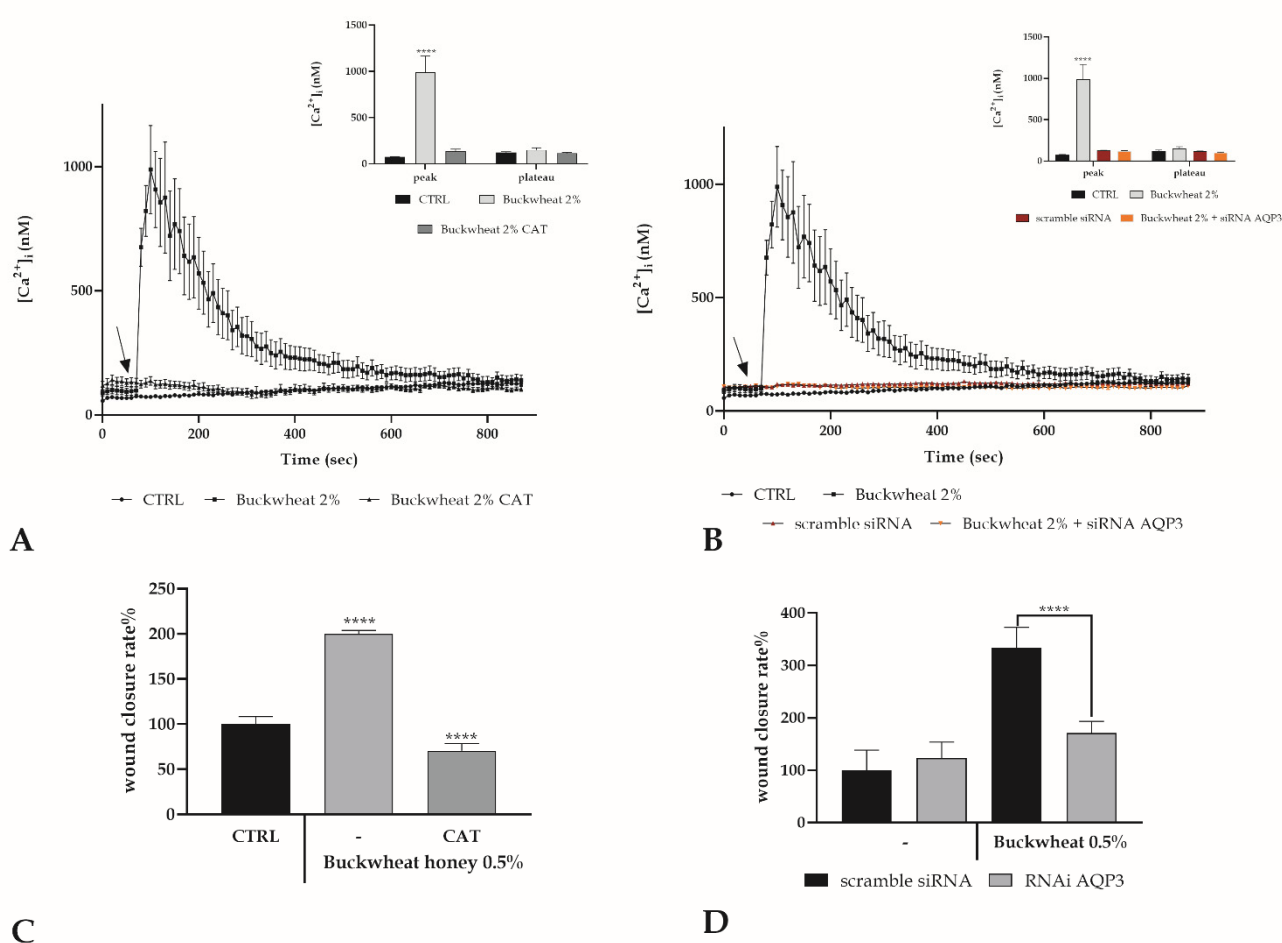 1500
1000
500
0
[Ca²⁺]ᵢ (nM)
****
peak
plateau
CTRL
Buckwheat 2%
Buckwheat 2% CAT
1000
500
0
[Ca²⁺]ᵢ (nM)
0 200 400 600 800
Time (sec)
CTRL Buckwheat 2% Buckwheat 2% CAT
A
1500
1000
500
0
[Ca²⁺]ᵢ (nM)
****
peak
plateau
CTRL Buckwheat 2%
scramble siRNA Buckwheat 2% + siRNA AQP3
1000
500
0
[Ca²⁺]ᵢ (nM)
0 200 400 600 800
Time (sec)
CTRL Buckwheat 2%
scramble siRNA Buckwheat 2% + siRNA AQP3
B
250
200
150
100
50
0
wound closure rate%
****
****
CTRL - CAT
Buckwheat honey 0.5%
C
400
300
200
100
0
wound closure rate%
****
- Buckwheat 0.5%
scramble siRNA RNAi AQP3
D